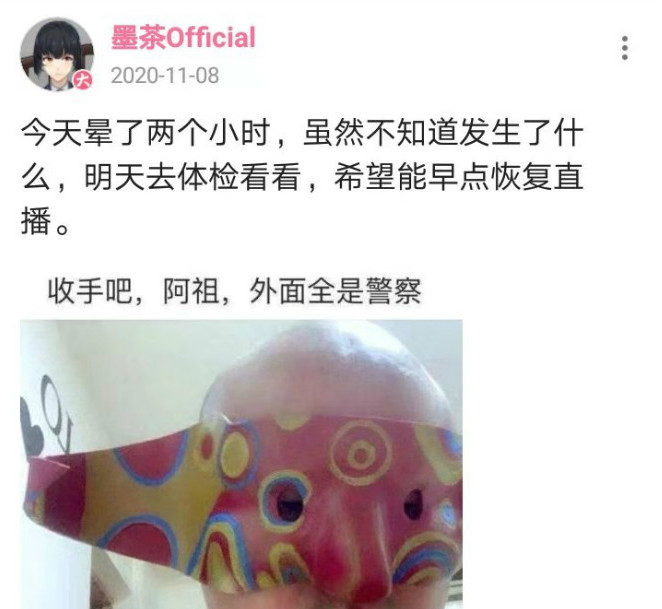 墨茶Official
2020-11-08
今天晕了两个小时，虽然不知道发生了什
么，明天去体检看看，希望能早点恢复直
播。
收手吧，阿祖，外面全是警察